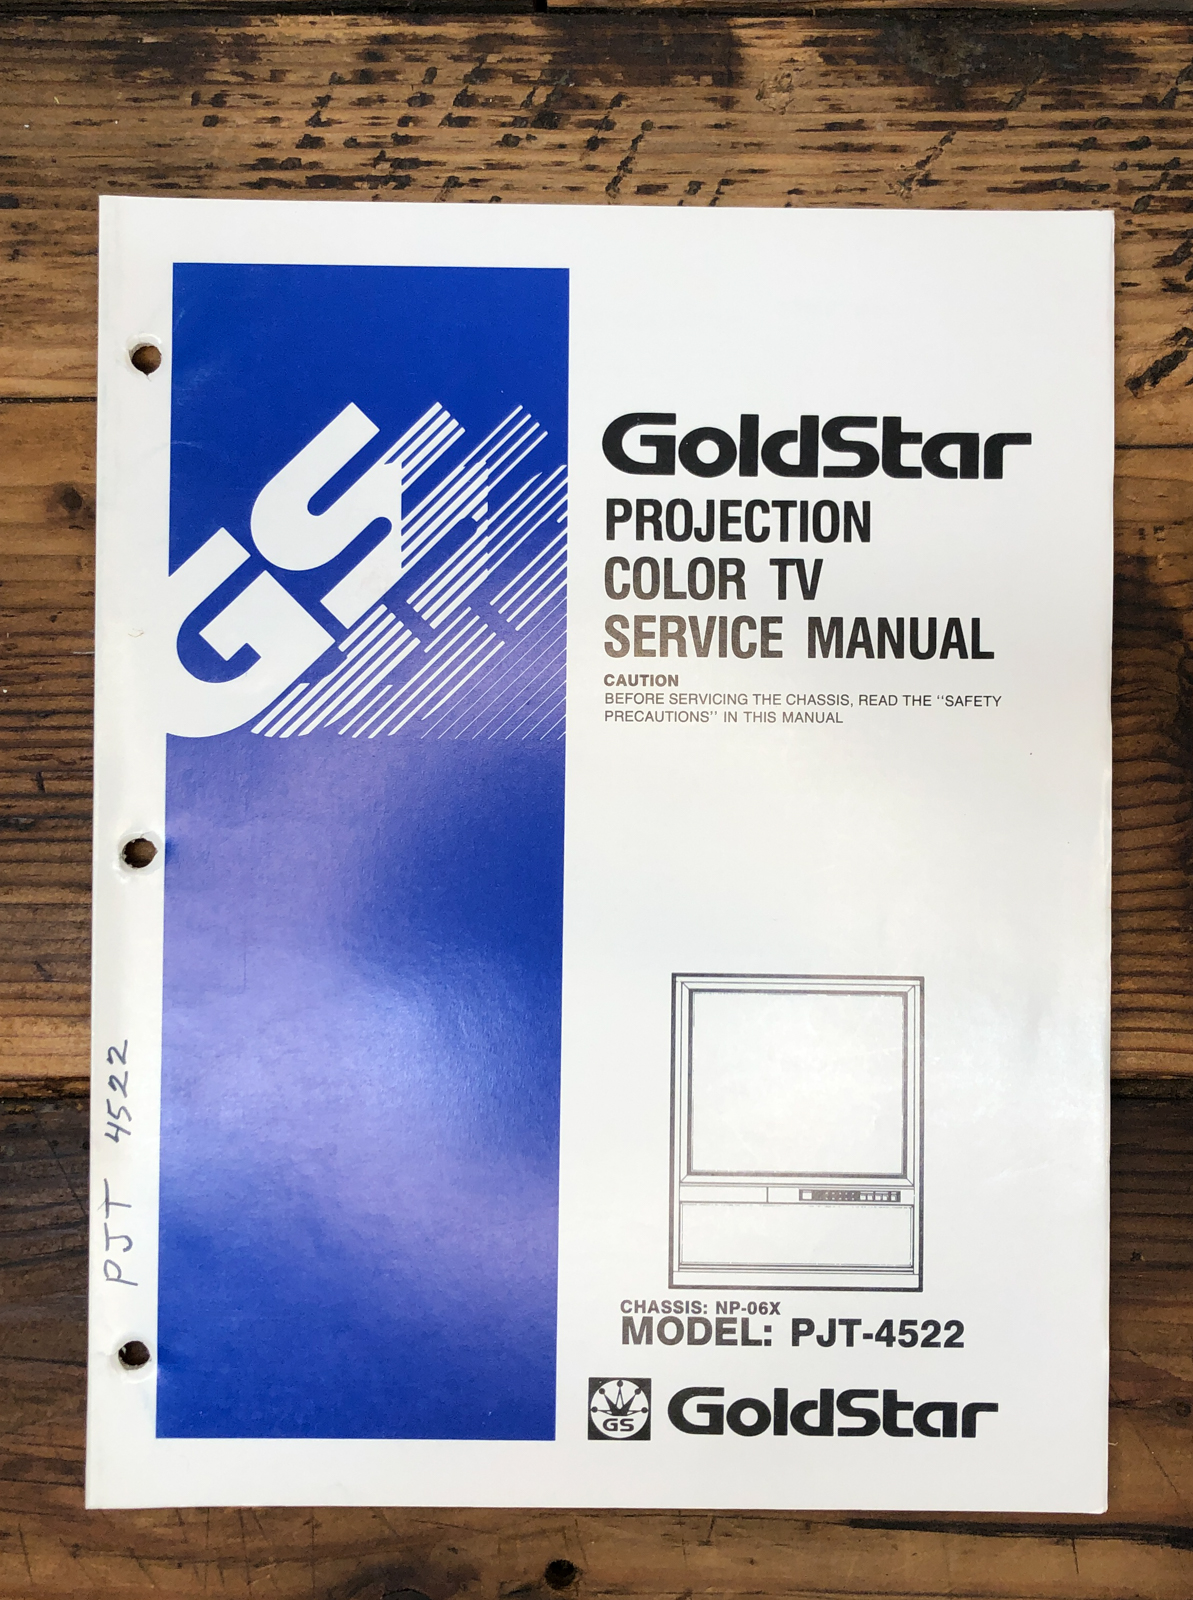 GS
GoldStar
PROJECTION
COLOR TV
SERVICE MANUAL
CAUTION
BEFORE SERVICING THE CHASSIS, READ THE "SAFETY
PRECAUTIONS" IN THIS MANUAL
PJT 4522
CHASSIS: NP-06X
MODEL: PJT-4522
GS
GoldStar